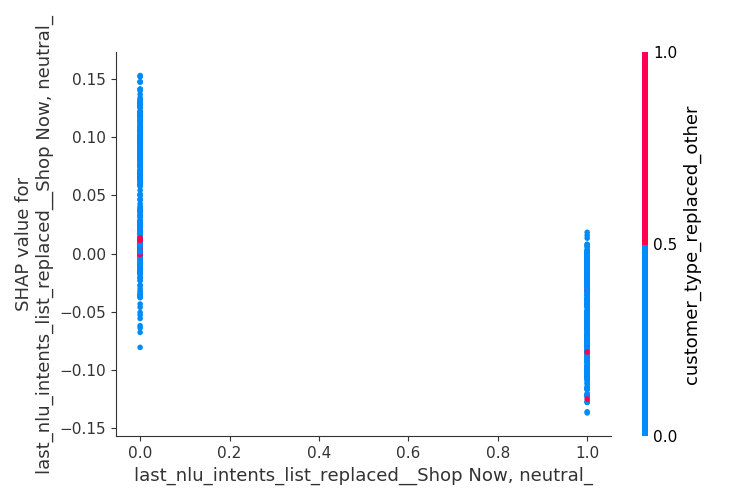 SHAP value for
last_nlu_intents_list_replaced__Shop Now, neutral_
0.15
0.10
0.05
0.00
−0.05
−0.10
−0.15
0.0 0.2 0.4 0.6 0.8 1.0
last_nlu_intents_list_replaced__Shop Now, neutral_
1.0
0.5
0.0
customer_type_replaced_other